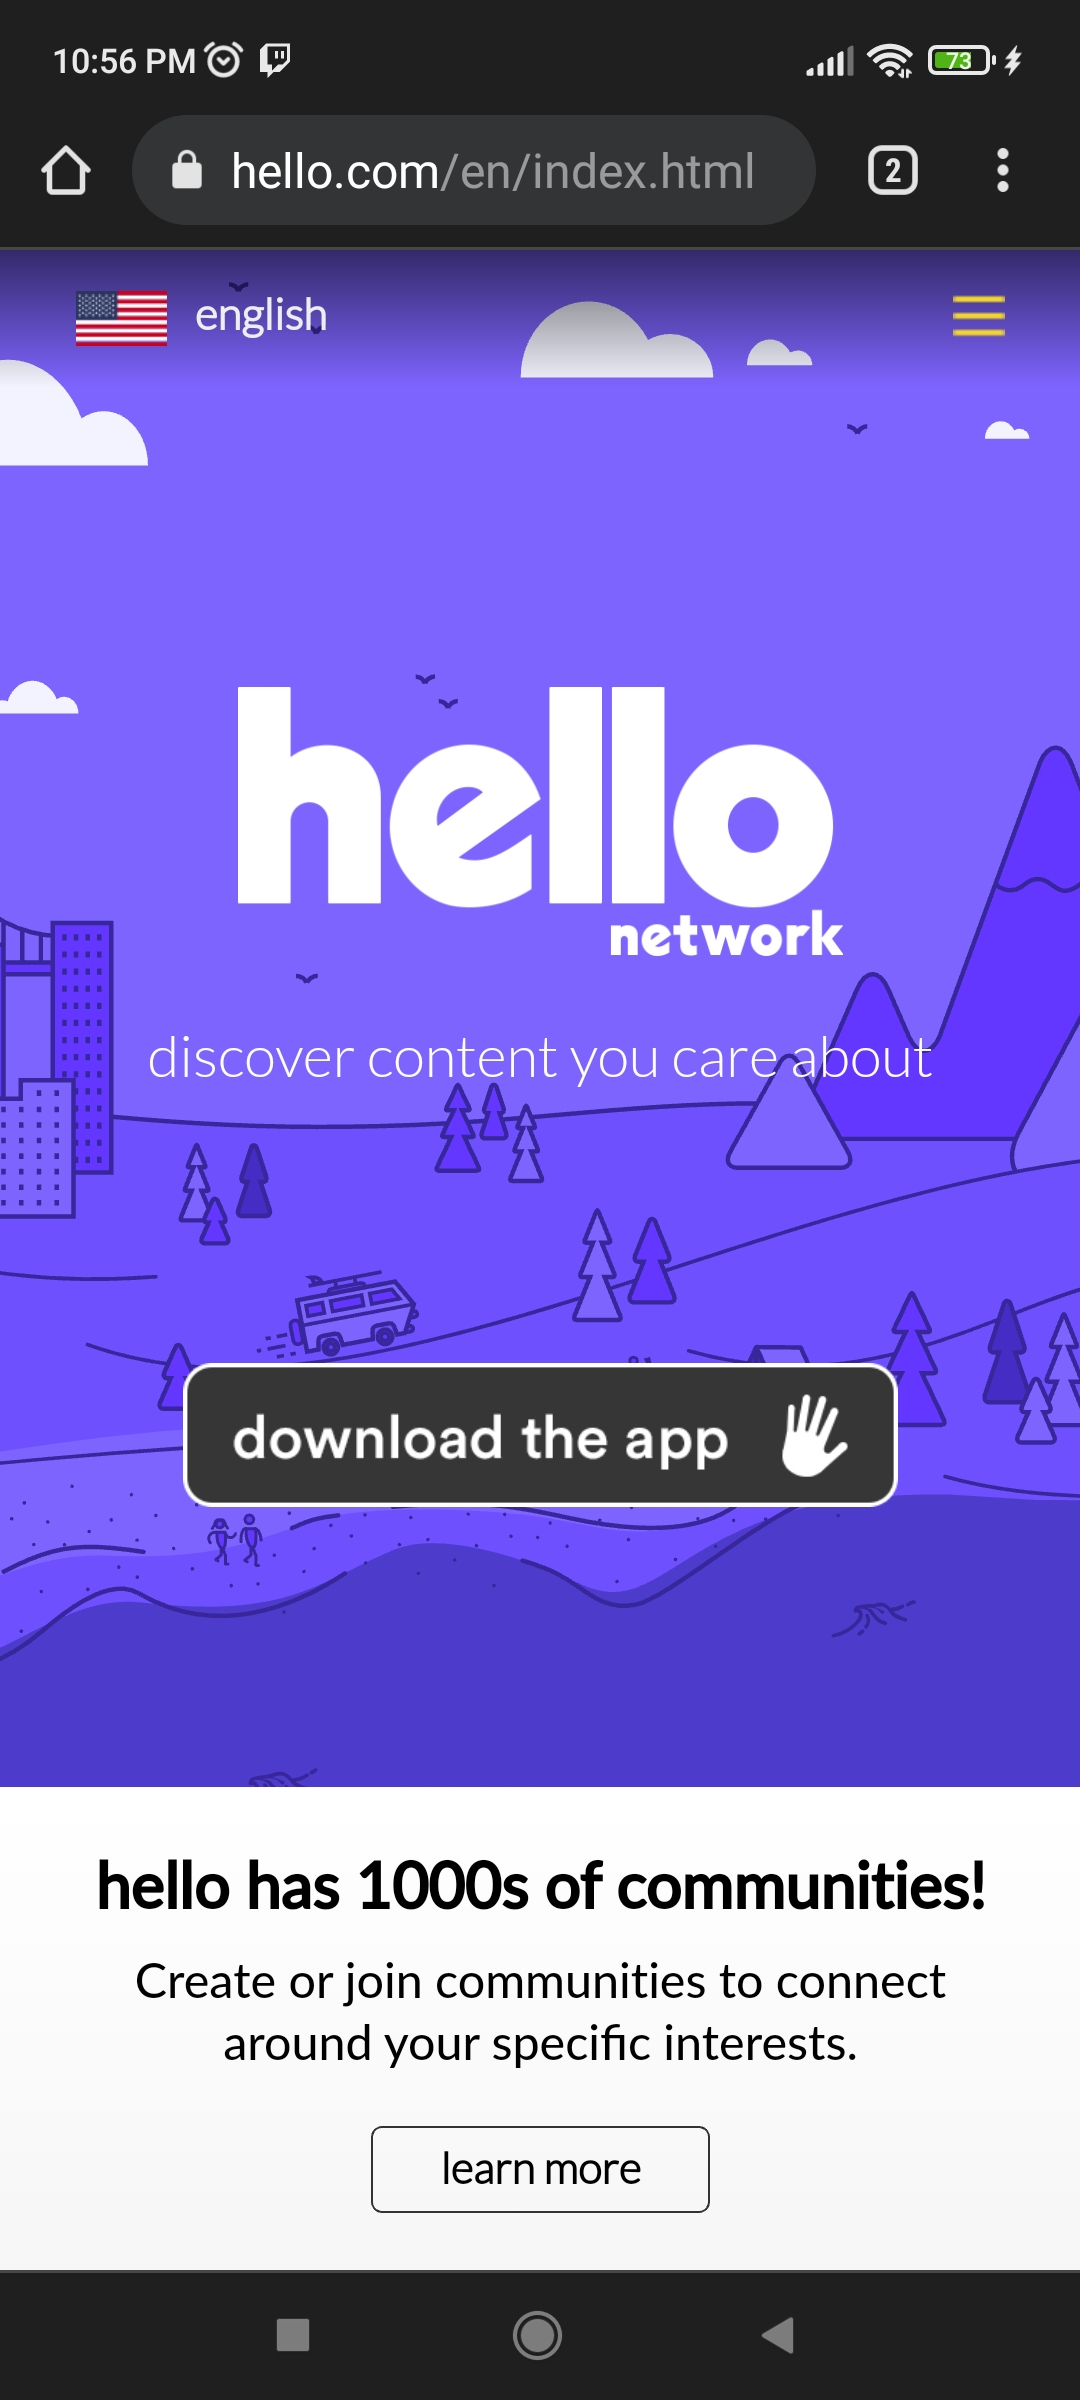 10:56 PM
73
hello.com/en/index.html
2
english
hello
network
discover content you care about
download the app
hello has 1000s of communities!
Create or join communities to connect
around your specific interests.
learn more